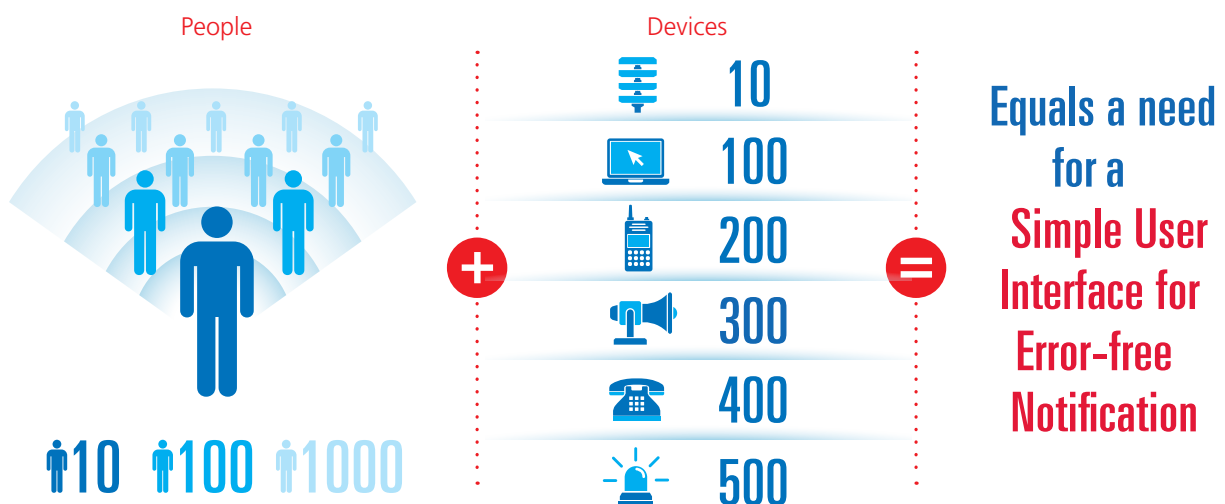 People
Devices
10
100
200
300
400
500
10 100 1000
Equals a need
for a
Simple User
Interface for
Error-free
Notification